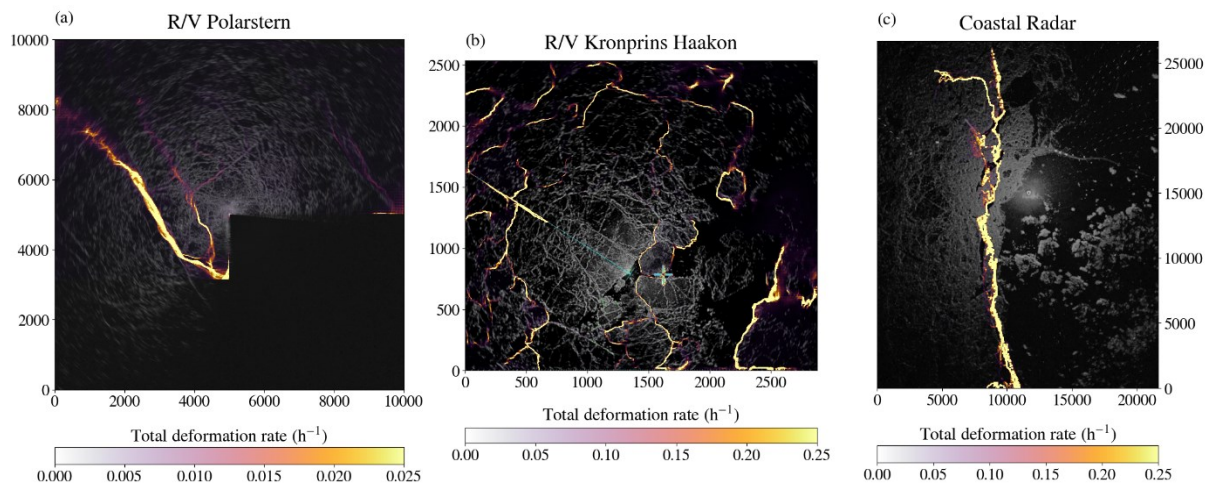 (a)
R/V Polarstern
10000
8000
6000
4000
2000
0
0 2000 4000 6000 8000 10000
Total deformation rate (h⁻¹)
0.000 0.005 0.010 0.015 0.020 0.025
(b)
R/V Kronprins Haakon
2500
2000
1500
1000
500
0
0 500 1000 1500 2000 2500
Total deformation rate (h⁻¹)
0.00 0.05 0.10 0.15 0.20 0.25
(c)
Coastal Radar
25000
20000
15000
10000
5000
0
0 5000 10000 15000 20000
Total deformation rate (h⁻¹)
0.00 0.05 0.10 0.15 0.20 0.25